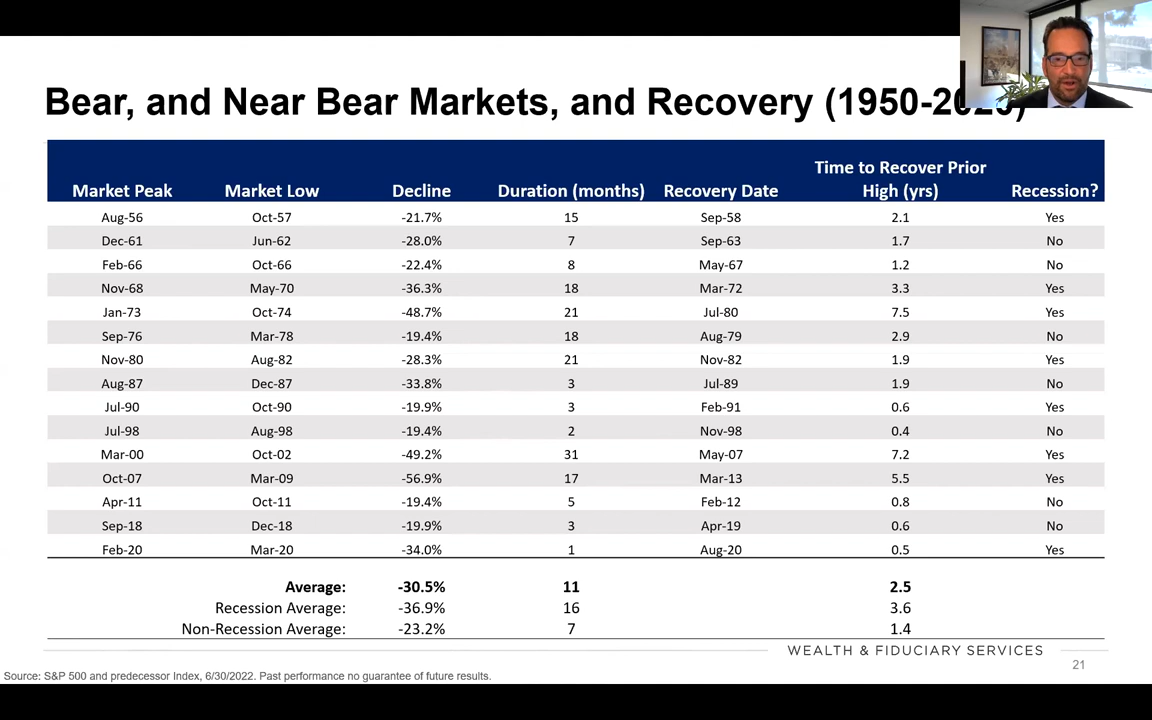 Bear, and Near Bear Markets, and Recovery (1950-
Time to Recover Prior
Market Peak Market Low Decline Duration (months) Recovery Date High (yrs) Recession?
Aug-56 Oct-57 -21.7% 15 Sep-58 2.1 Yes
Dec-61 Jun-62 -28.0% 7 Sep-63 1.7 No
Feb-66 Oct-66 -22.4% 8 May-67 1.2 No
Nov-68 May-70 -36.3% 18 Mar-72 3.3 Yes
Jan-73 Oct-74 -48.7% 21 Jul-80 7.5 Yes
Sep-76 Mar-78 -19.4% 18 Aug-79 2.9 No
Nov-80 Aug-82 -28.3% 21 Nov-82 1.9 Yes
Aug-87 Dec-87 -33.8% 3 Jul-89 1.9 No
Jul-90 Oct-90 -19.9% 3 Feb-91 0.6 Yes
Jul-98 Aug-98 -19.4% 2 Nov-98 0.4 No
Mar-00 Oct-02 -49.2% 31 May-07 7.2 Yes
Oct-07 Mar-09 -56.9% 17 Mar-13 5.5 Yes
Apr-11 Oct-11 -19.4% 5 Feb-12 0.8 No
Sep-18 Dec-18 -19.9% 3 Apr-19 0.6 No
Feb-20 Mar-20 -34.0% 1 Aug-20 0.5 Yes
Average: -30.5% 11 2.5
Recession Average: -36.9% 16 3.6
Non-Recession Average: -23.2% 7 1.4
WEALTH & FIDUCIARY SERVICES
21
Source: S&P 500 and predecessor Index, 6/30/2022. Past performance no guarantee of future results.